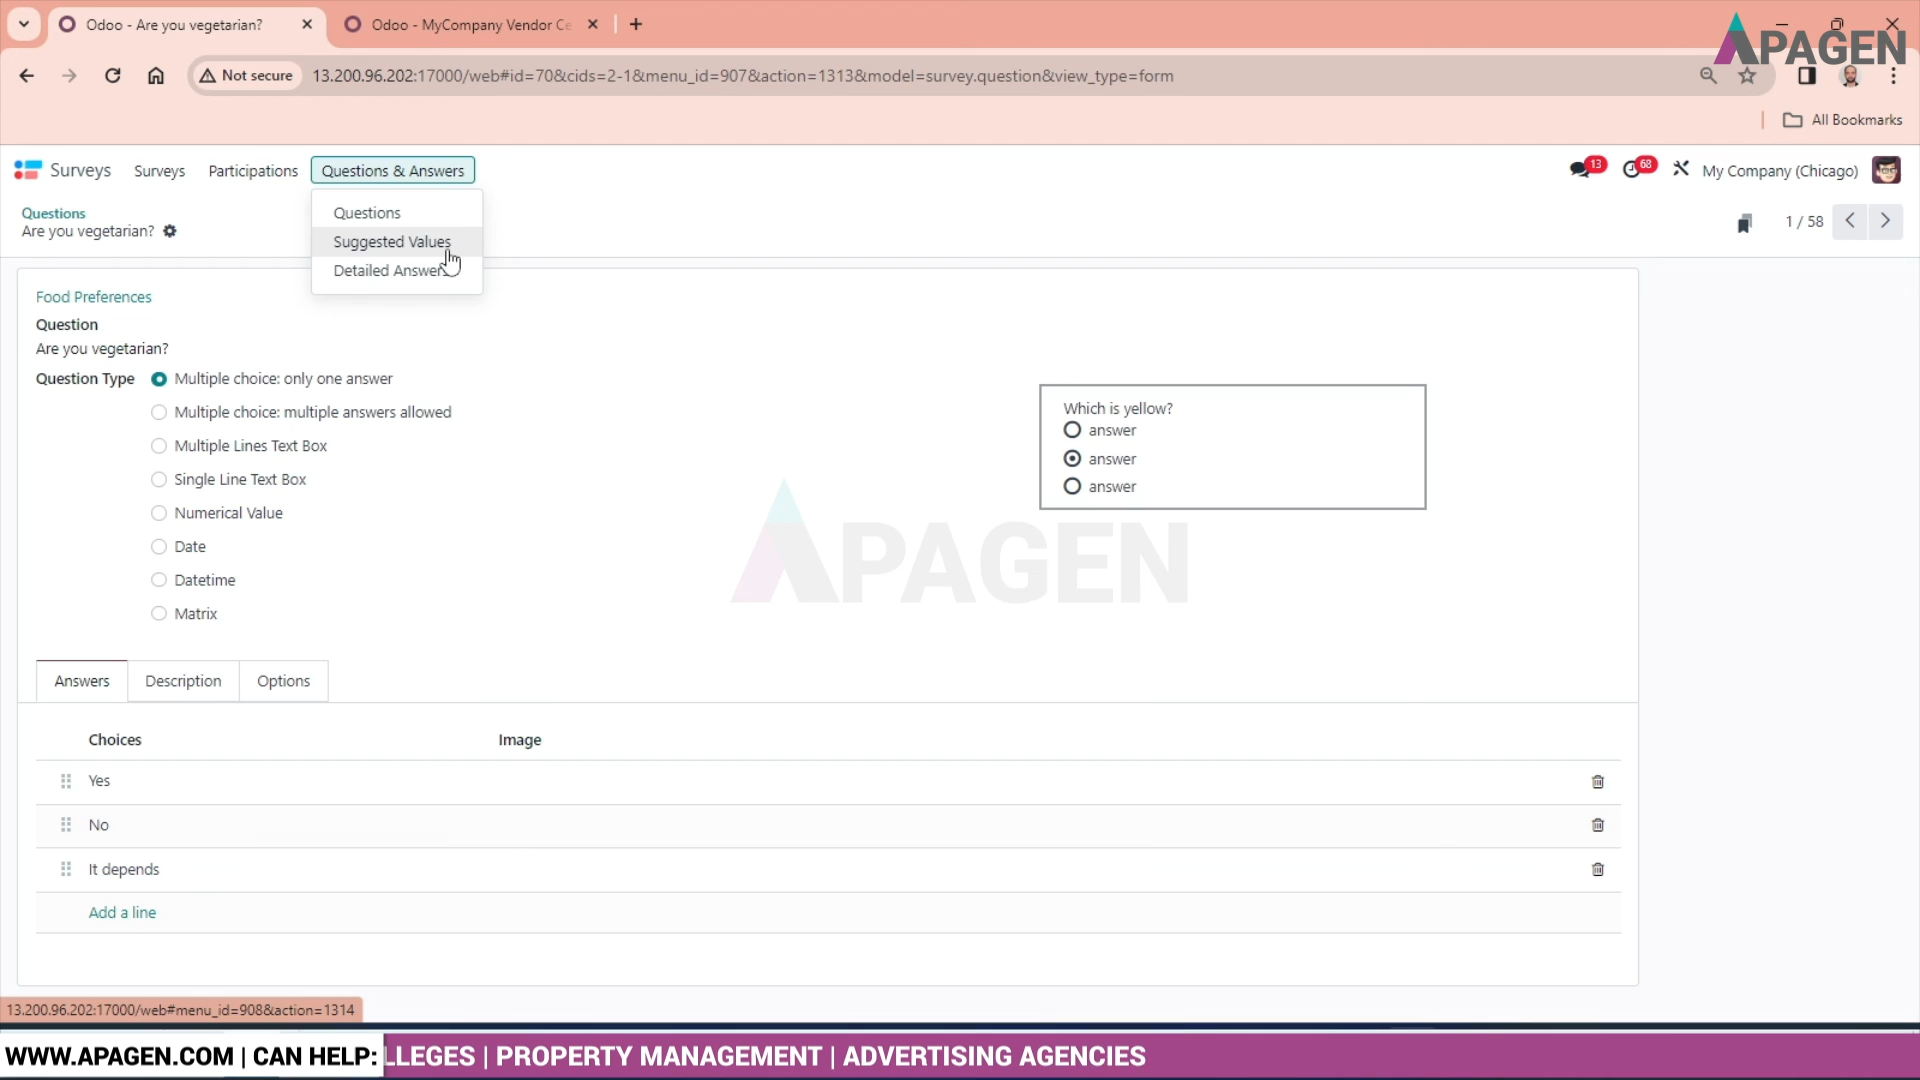 Odoo - Are you vegetarian?
Odoo - MyCompany Vendor Ce
APAGEN
Not secure
13.200.96.202:17000/web#id=70&cids=2-1&menu_id=907&action=1313&model=survey.question&view_type=form
All Bookmarks
Surveys
Surveys
Participations
Questions & Answers
13
68
My Company (Chicago)
Questions
Are you vegetarian?
1 / 58
Questions
Suggested Values
Detailed Answers
Food Preferences
Question
Are you vegetarian?
Question Type
Multiple choice: only one answer
Multiple choice: multiple answers allowed
Multiple Lines Text Box
Single Line Text Box
Numerical Value
Date
Datetime
Matrix
Which is yellow?
answer
answer
answer
APAGEN
Answers
Description
Options
Choices
Image
Yes
No
It depends
Add a line
13.200.96.202:17000/web#menu_id=908&action=1314
WWW.APAGEN.COM | CAN HELP: LLEGES | PROPERTY MANAGEMENT | ADVERTISING AGENCIES